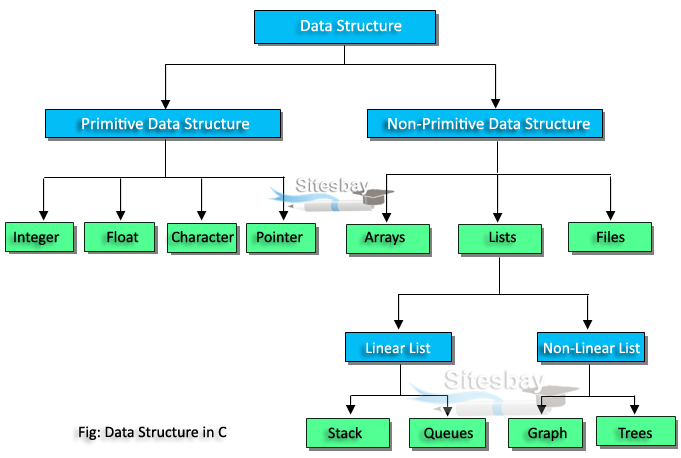 Data Structure
Primitive Data Structure
Non-Primitive Data Structure
Sitesbay
Integer
Float
Character
Pointer
Arrays
Lists
Files
Linear List
Non-Linear List
Sitesbay
Stack
Queues
Graph
Trees
Fig: Data Structure in C